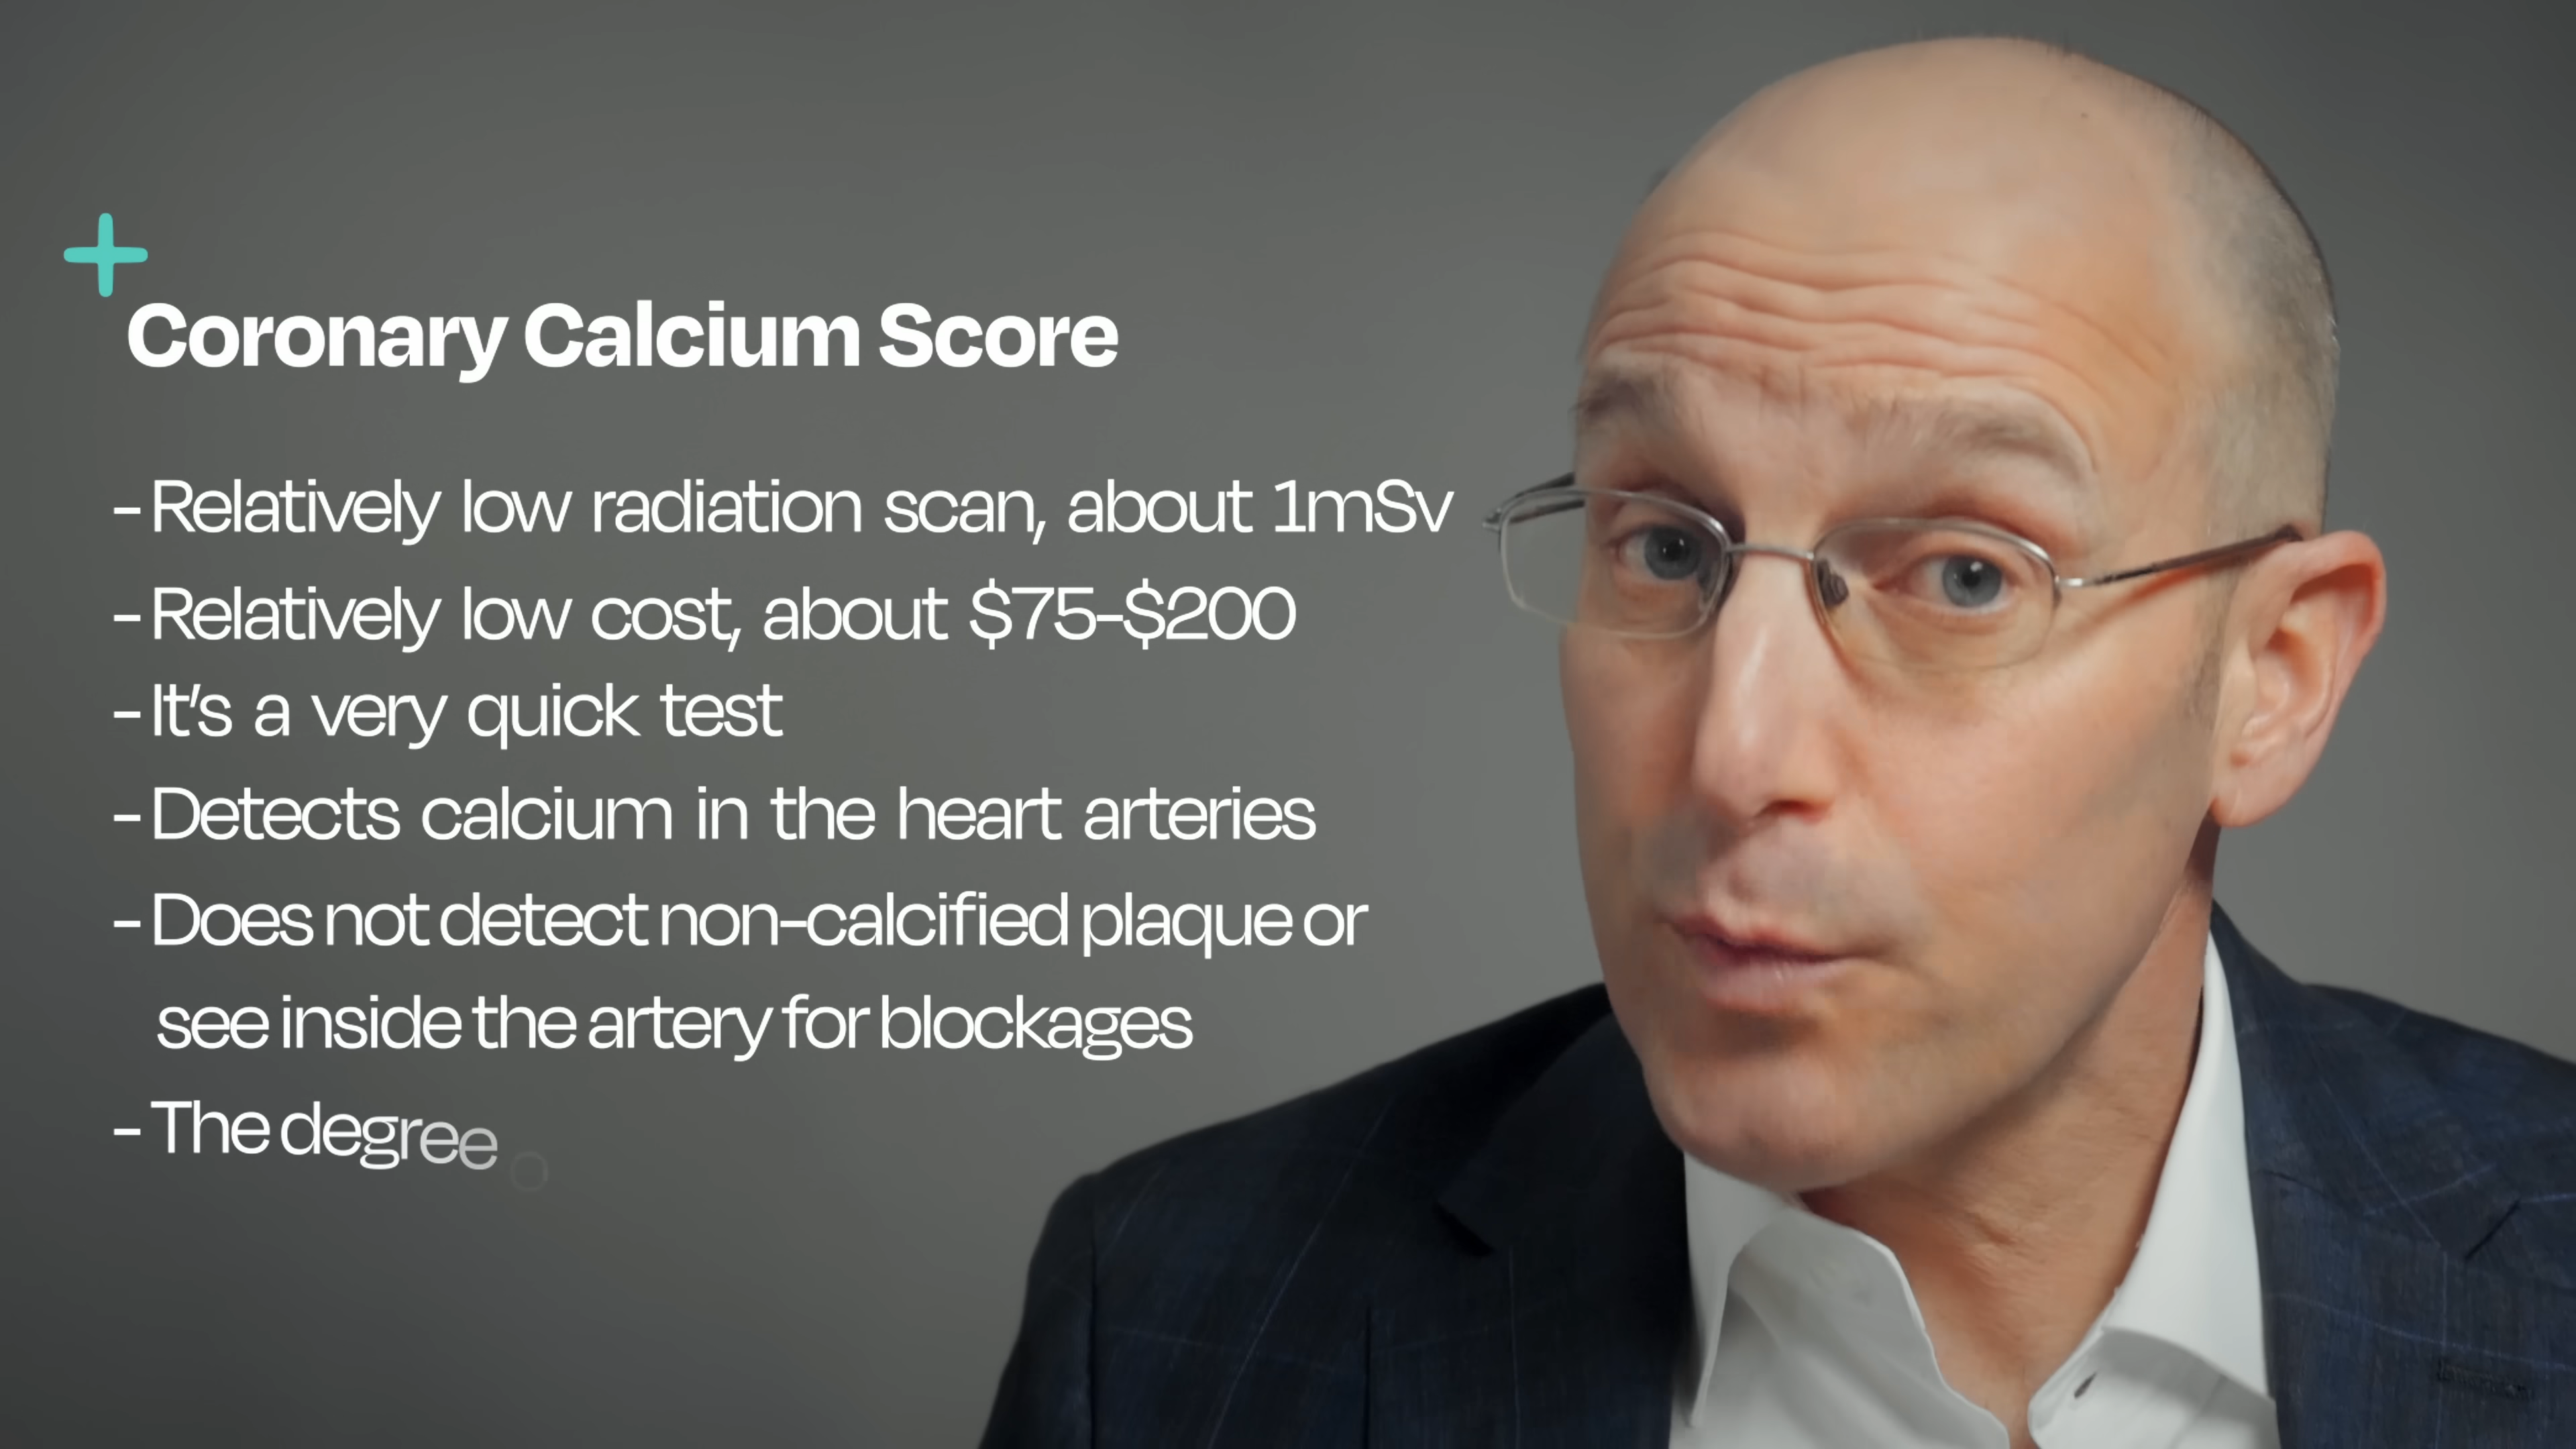 Coronary Calcium Score
- Relatively low radiation scan, about 1mSv
- Relatively low cost, about $75-$200
- It's a very quick test
- Detects calcium in the heart arteries
- Does not detect non-calcified plaque or
see inside the artery for blockages
- The degree o